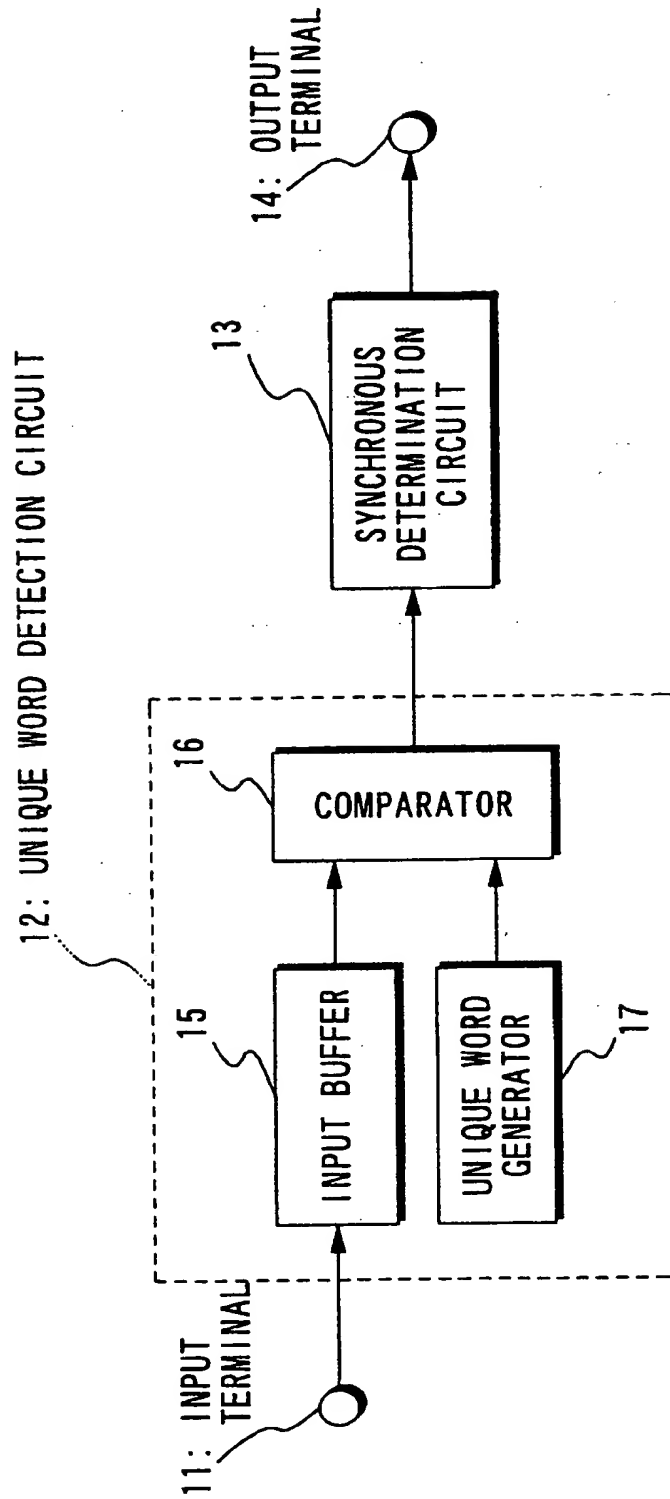 12: UNIQUE WORD DETECTION CIRCUIT
11: INPUT
TERMINAL
15
INPUT BUFFER
17
UNIQUE WORD
GENERATOR
16
COMPARATOR
13
SYNCHRONOUS
DETERMINATION
CIRCUIT
14: OUTPUT
TERMINAL